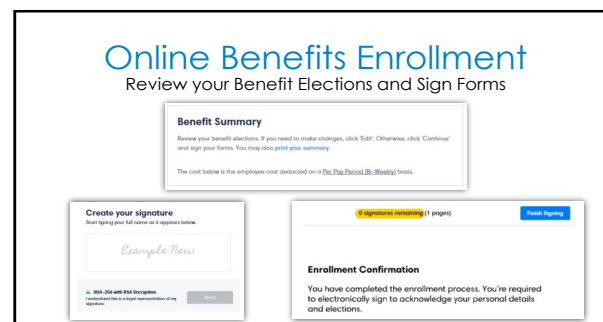 Online Benefits Enrollment
Review your Benefit Elections and Sign Forms
Benefit Summary
Review your benefit elections. If you need to make changes, click 'Edit'. Otherwise, click 'Continue'
and sign your forms. You may also print your summary.
The cost below is the employee cost deducted on a Per Pay Period (Bi-Weekly) basis.
Create your signature
Start typing your full name as it appears below.
Example New
SHA-256 with RSA Encryption
I understand this is a legal representation of my
signature.
Next
0 signatures remaining (1 pages)
Finish Signing
Enrollment Confirmation
You have completed the enrollment process. You're required
to electronically sign to acknowledge your personal details
and elections.